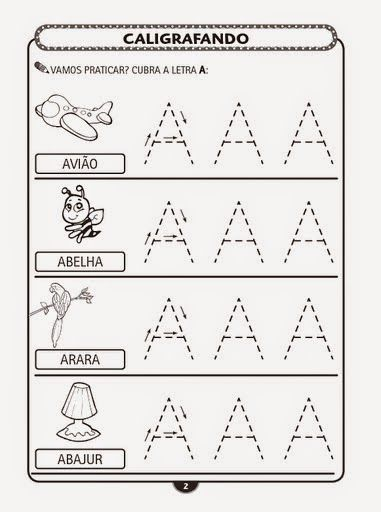 CALIGRAFANDO
VAMOS PRATICAR? CUBRA A LETRA A:
A A A
AVIÃO
A A A
ABELHA
A A A
ARARA
A A A
ABAJUR
2